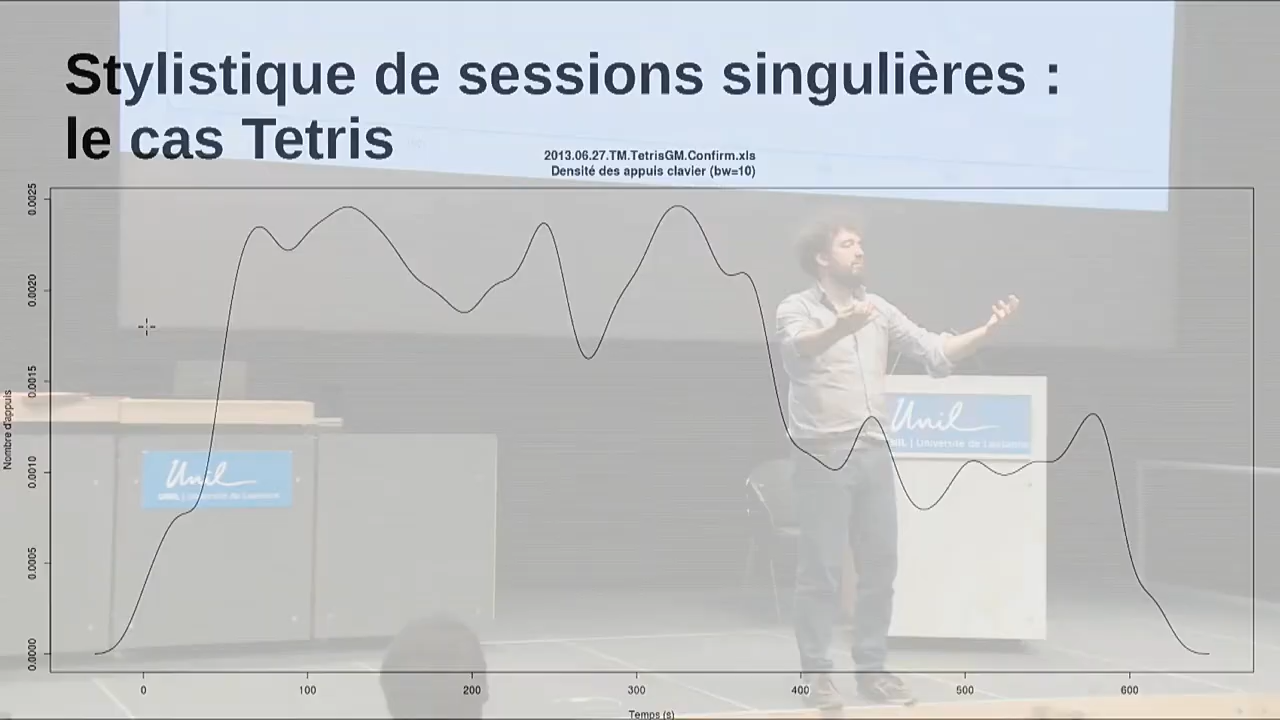 Stylistique de sessions singulières :
le cas Tetris
2013.06.27.TM.TetrisGM.Confirm.xls
Densité des appuis clavier (bw=10)
0.0025
0.0020
0.0015
0.0010
0.0005
0.0000
Nombre d'appuis
0
100
200
300
400
500
600
Temps (s)
Unil
UNIL | Université de Lausanne
Unil
UNIL | Université de Lausanne